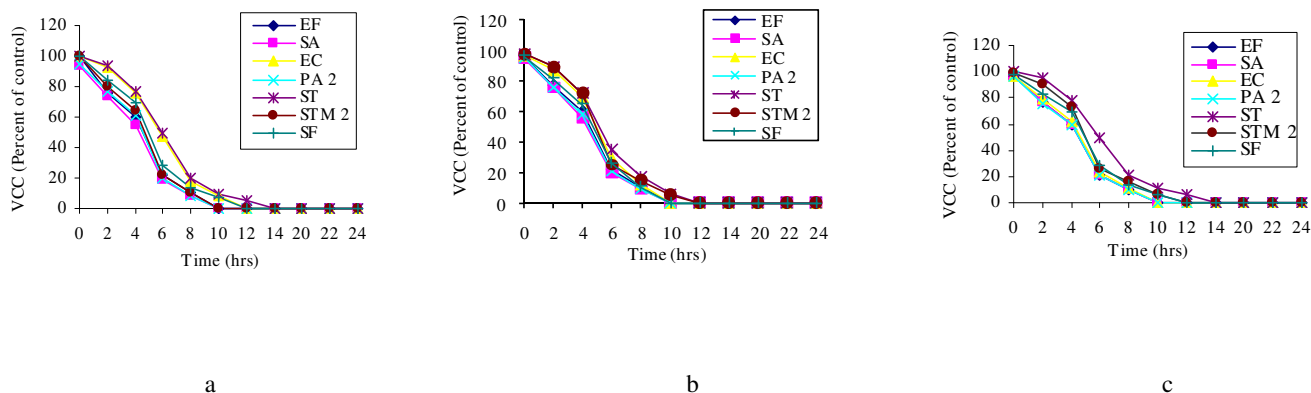 VCC (Percent of control)
120
100
80
60
40
20
0
0 2 4 6 8 10 12 14 20 22 24
Time (hrs)
EF
SA
EC
PA 2
ST
STM 2
SF
a
VCC (Percent of control)
120
100
80
60
40
20
0
0 2 4 6 8 10 12 14 20 22 24
Time (hrs)
EF
SA
EC
PA 2
ST
STM 2
SF
b
VCC (Percent of control)
120
100
80
60
40
20
0
0 2 4 6 8 10 12 14 20 22 24
Time (hrs)
EF
SA
EC
PA 2
ST
STM 2
SF
c